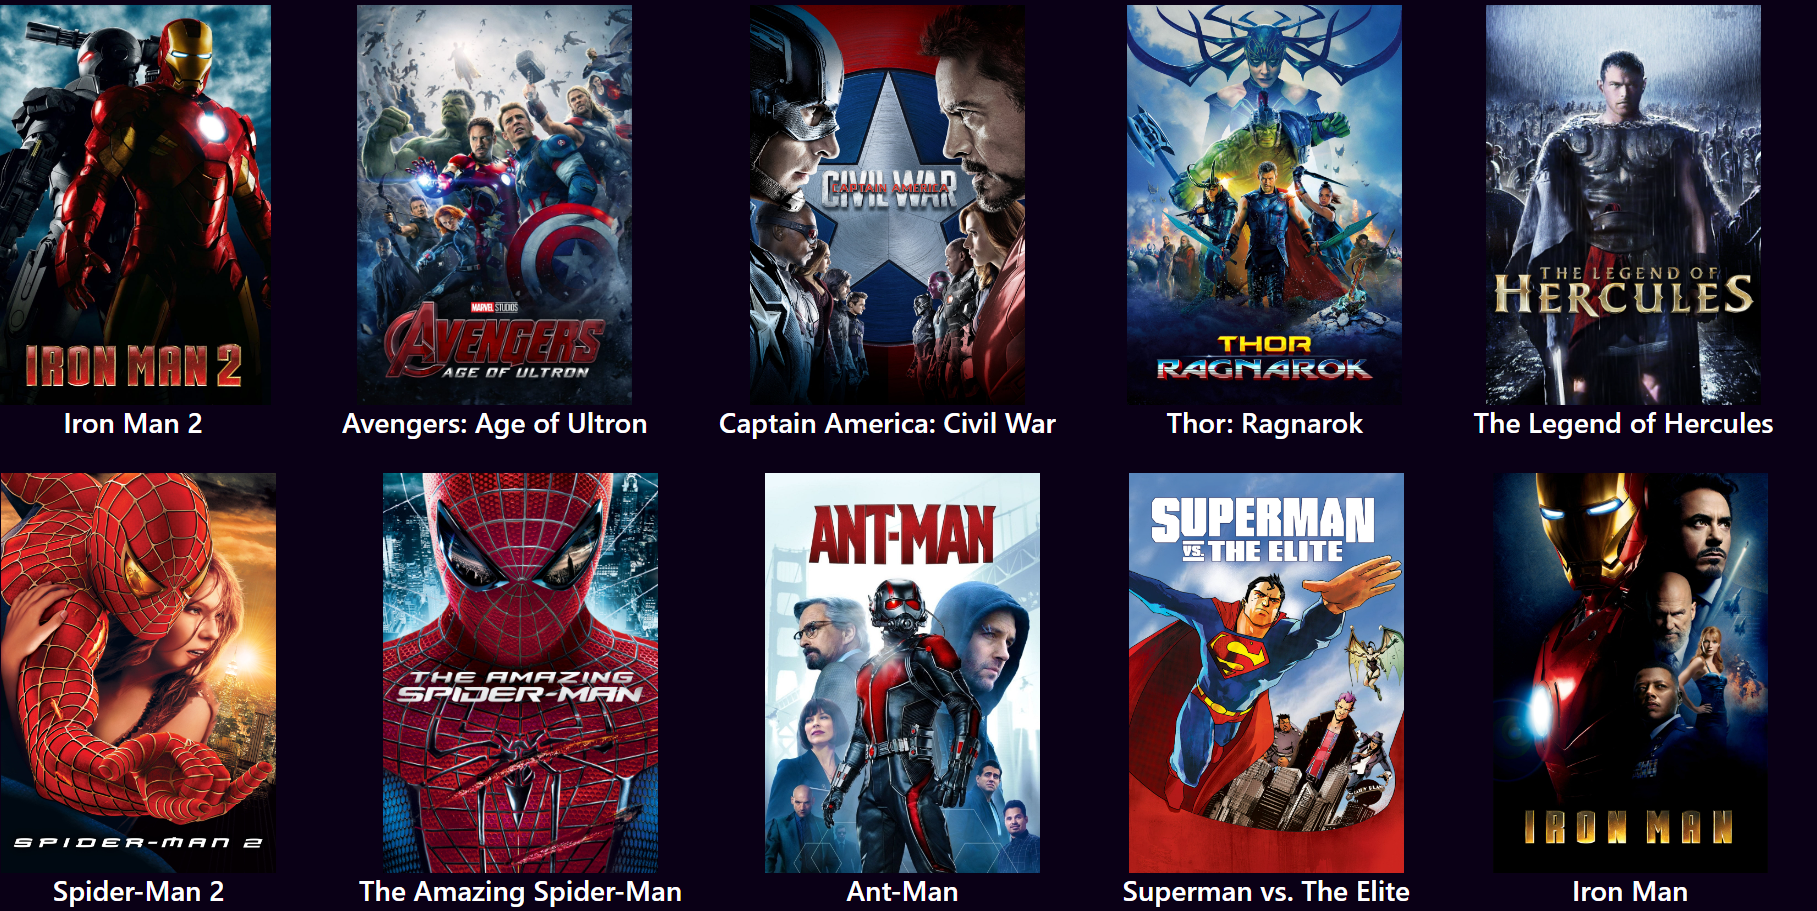 IRON MAN 2
MARVEL STUDIOS
AVENGERS
AGE OF ULTRON
CAPTAIN AMERICA
CIVIL WAR
THOR
RAGNAROK
THE LEGEND OF
HERCULES
Iron Man 2
Avengers: Age of Ultron
Captain America: Civil War
Thor: Ragnarok
The Legend of Hercules
SPIDER-MAN 2
THE AMAZING
SPIDER-MAN
ANT-MAN
SUPERMAN
VS. THE ELITE
IRON MAN
Spider-Man 2
The Amazing Spider-Man
Ant-Man
Superman vs. The Elite
Iron Man